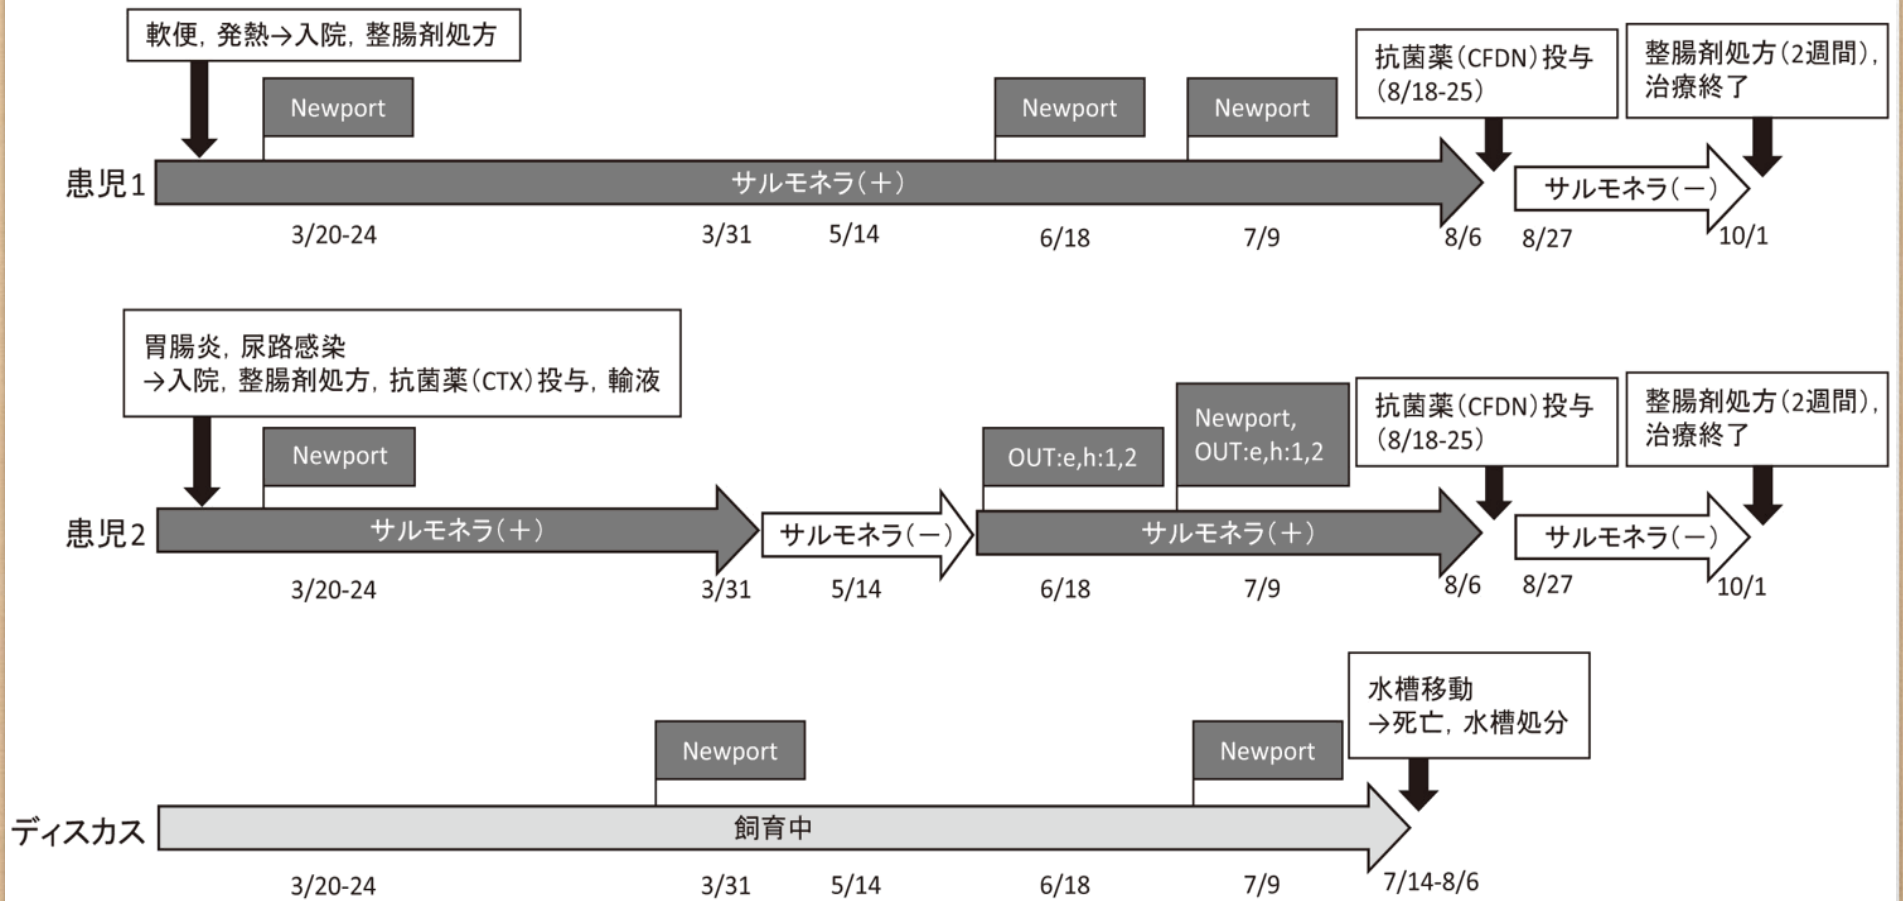 軟便，発熱→入院，整腸剤処方
抗菌薬（CFDN）投与
（8/18-25）
整腸剤処方（2週間），
治療終了
Newport
Newport
Newport
患児1
サルモネラ（＋）
サルモネラ（－）
3/20-24
3/31
5/14
6/18
7/9
8/6
8/27
10/1
胃腸炎，尿路感染
→入院，整腸剤処方，抗菌薬（CTX）投与，輸液
抗菌薬（CFDN）投与
（8/18-25）
整腸剤処方（2週間），
治療終了
Newport
OUT:e,h:1,2
Newport,
OUT:e,h:1,2
患児2
サルモネラ（＋）
サルモネラ（－）
サルモネラ（＋）
サルモネラ（－）
3/20-24
3/31
5/14
6/18
7/9
8/6
8/27
10/1
水槽移動
→死亡，水槽処分
Newport
Newport
ディスカス
飼育中
3/20-24
3/31
5/14
6/18
7/9
7/14-8/6